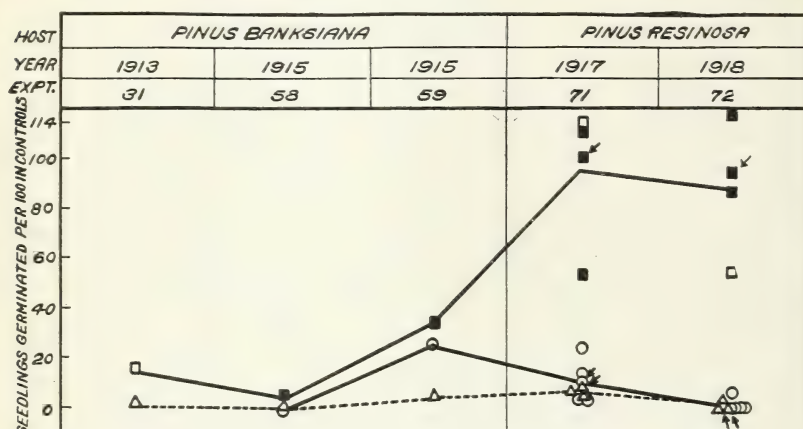 HOST PINUS BANKSIANA PINUS RESINOSA
YEAR 1913 1915 1915 1917 1918
EXPT. 31 58 59 71 72
SEEDLINGS GERMINATED PER 100 IN CONTROLS
114
100
80
60
40
20
0